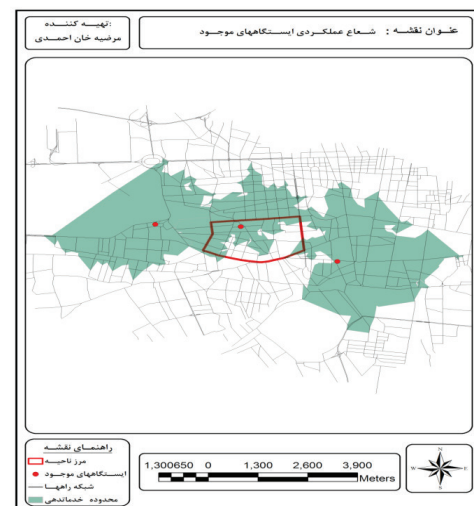 عنوان نقشه : شعاع عملکردی ایستگاههای موجود
تهیه کننده:
مرضیه خان احمدی
راهنمای نقشه
مرز ناحیه
ایستگاههای موجود
شبکه راهها
محدوده خدماتدهی
1,300650 0 1,300 2,600 3,900
Meters
N
W E
S